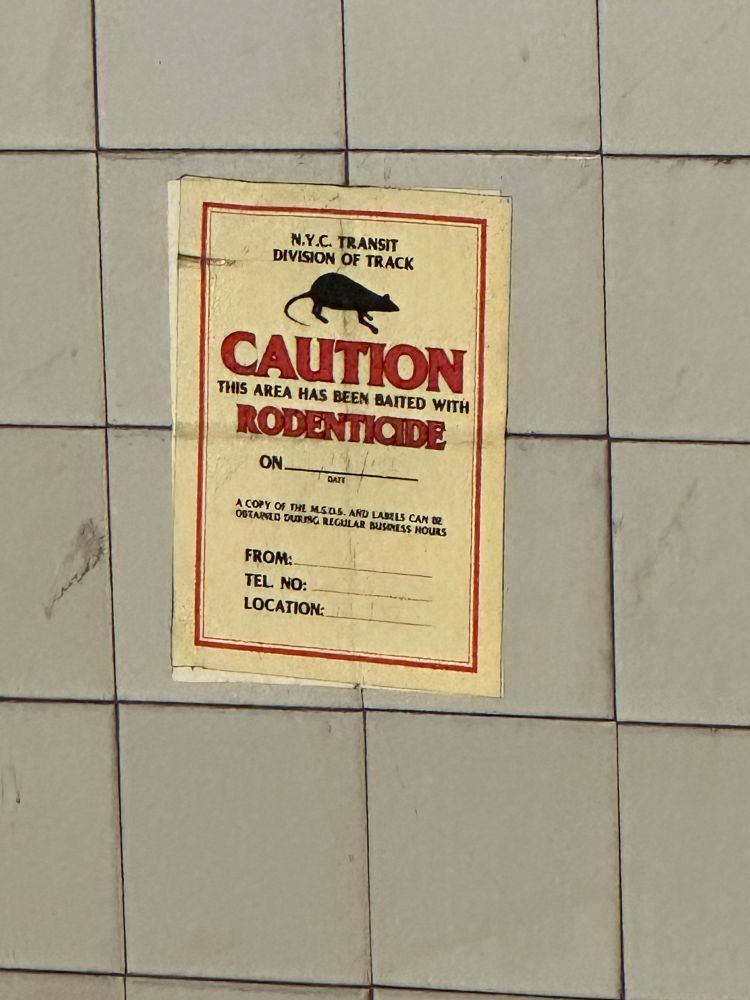 N.Y.C. TRANSIT
DIVISION OF TRACK
CAUTION
THIS AREA HAS BEEN BAITED WITH
RODENTICIDE
ON
DATE
A COPY OF THE M.S.D.S. AND LABELS CAN BE
OBTAINED DURING REGULAR BUSINESS HOURS
FROM:
TEL. NO:
LOCATION: